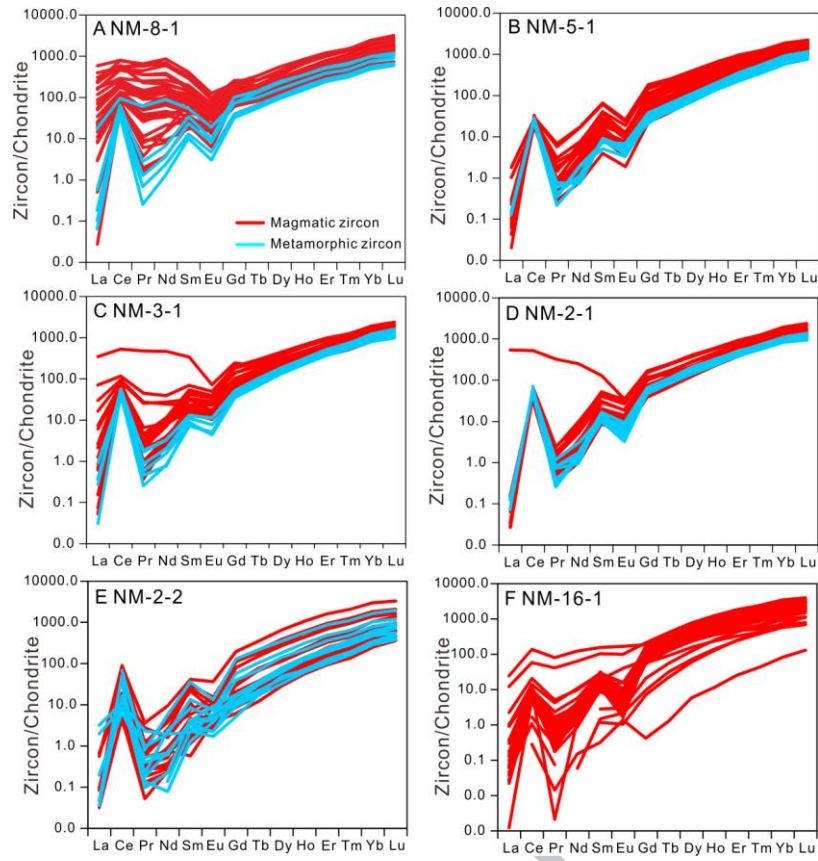 A NM-8-1
Zircon/Chondrite
10000.0
1000.0
100.0
10.0
1.0
0.1
0.0
Magmatic zircon
Metamorphic zircon
La Ce Pr Nd Sm Eu Gd Tb Dy Ho Er Tm Yb Lu
B NM-5-1
Zircon/Chondrite
10000.0
1000.0
100.0
10.0
1.0
0.1
0.0
La Ce Pr Nd Sm Eu Gd Tb Dy Ho Er Tm Yb Lu
C NM-3-1
Zircon/Chondrite
10000.0
1000.0
100.0
10.0
1.0
0.1
0.0
La Ce Pr Nd Sm Eu Gd Tb Dy Ho Er Tm Yb Lu
D NM-2-1
Zircon/Chondrite
10000.0
1000.0
100.0
10.0
1.0
0.1
0.0
La Ce Pr Nd Sm Eu Gd Tb Dy Ho Er Tm Yb Lu
E NM-2-2
Zircon/Chondrite
10000.0
1000.0
100.0
10.0
1.0
0.1
0.0
La Ce Pr Nd Sm Eu Gd Tb Dy Ho Er Tm Yb Lu
F NM-16-1
Zircon/Chondrite
10000.0
1000.0
100.0
10.0
1.0
0.1
0.0
La Ce Pr Nd Sm Eu Gd Tb Dy Ho Er Tm Yb Lu